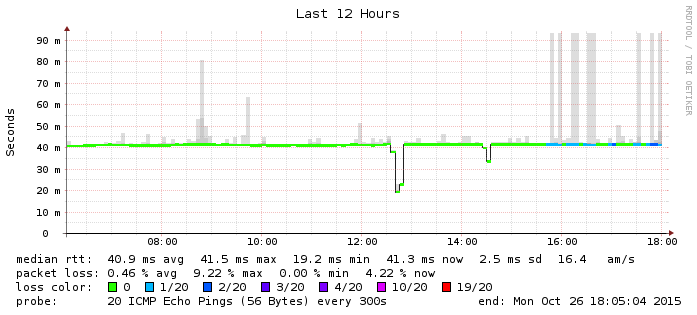 Last 12 Hours
RRDTOOL / TOBI OETIKER
Seconds
90 m
80 m
70 m
60 m
50 m
40 m
30 m
20 m
10 m
0
08:00 10:00 12:00 14:00 16:00 18:00
median rtt: 40.9 ms avg 41.5 ms max 19.2 ms min 41.3 ms now 2.5 ms sd 16.4 am/s
packet loss: 0.46 % avg 9.22 % max 0.00 % min 4.22 % now
loss color: 0 1/20 2/20 3/20 4/20 10/20 19/20
probe: 20 ICMP Echo Pings (56 Bytes) every 300s end: Mon Oct 26 18:05:04 2015